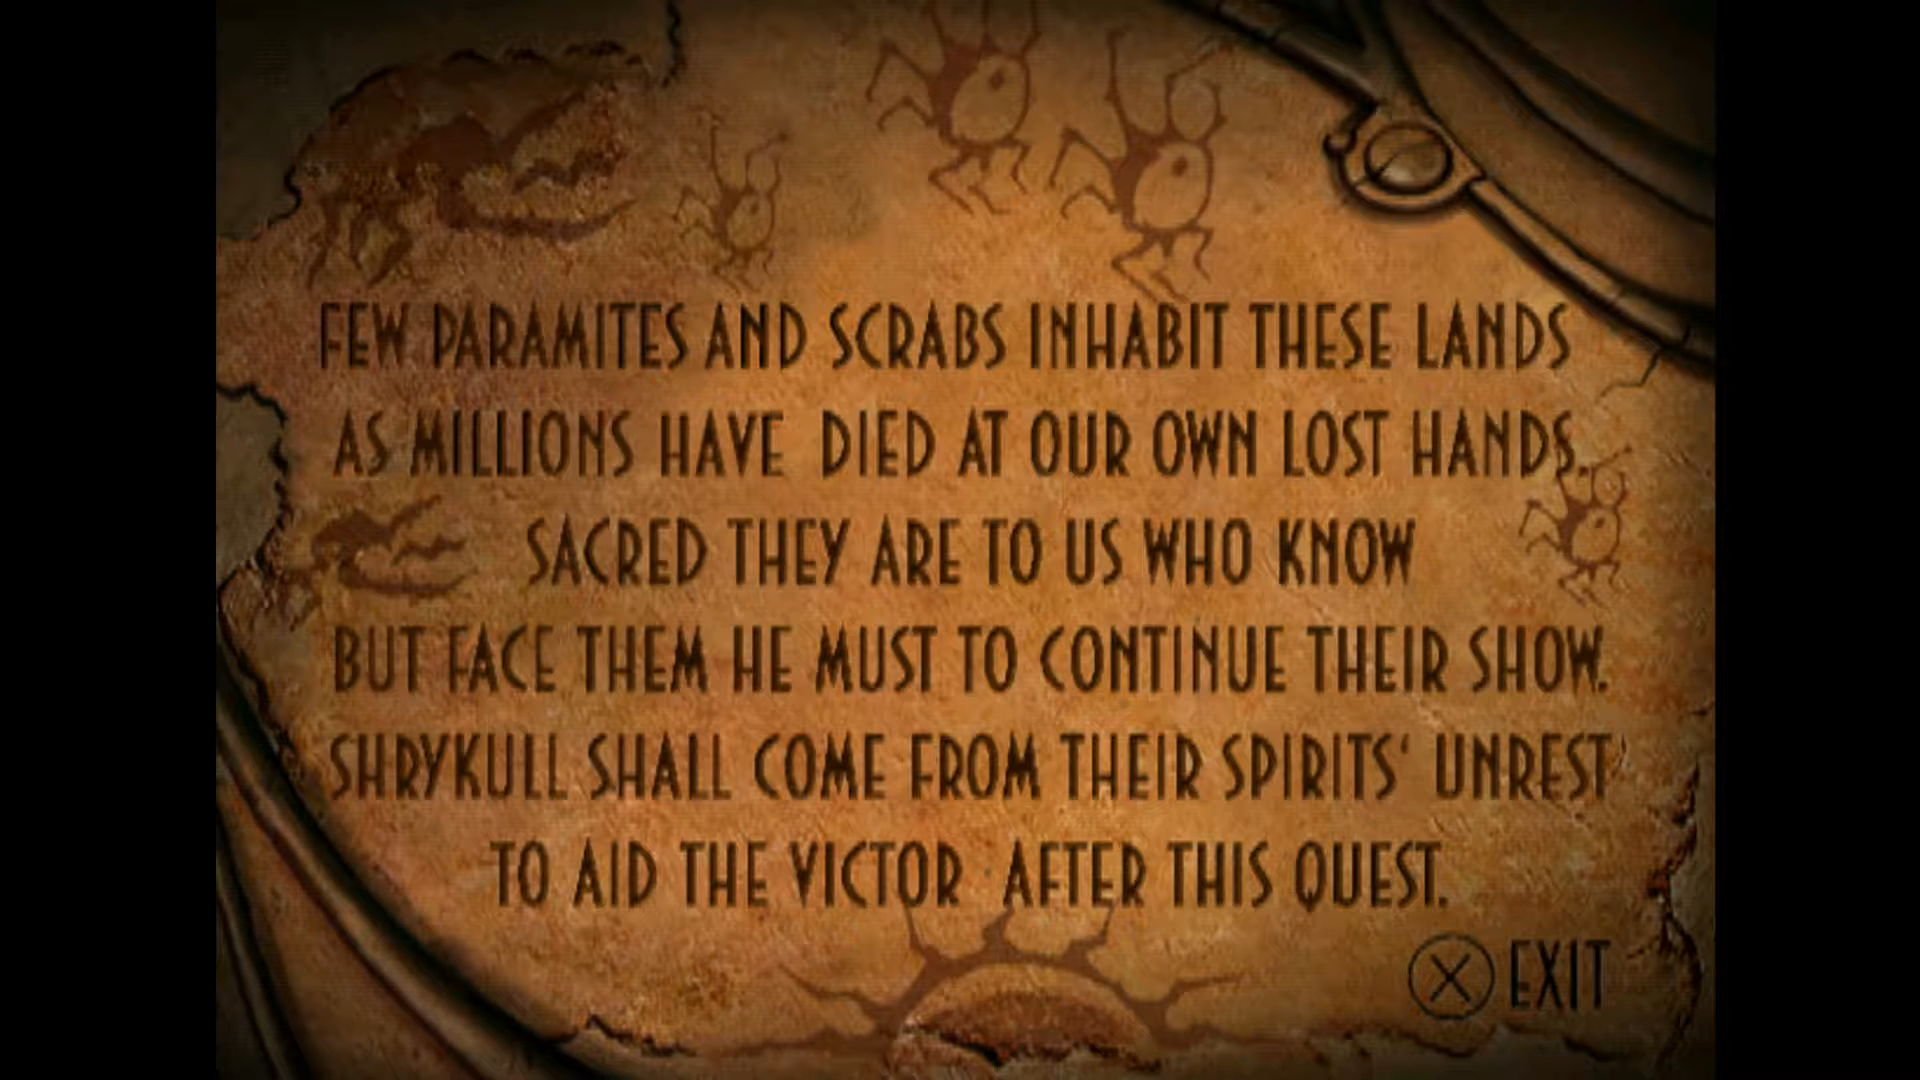 FEW PARAMITES AND SCRABS INHABIT THESE LANDS
AS MILLIONS HAVE DIED AT OUR OWN LOST HANDS.
SACRED THEY ARE TO US WHO KNOW
BUT FACE THEM HE MUST TO CONTINUE THEIR SHOW.
SHRYKULL SHALL COME FROM THEIR SPIRITS' UNREST
TO AID THE VICTOR AFTER THIS QUEST.
X EXIT